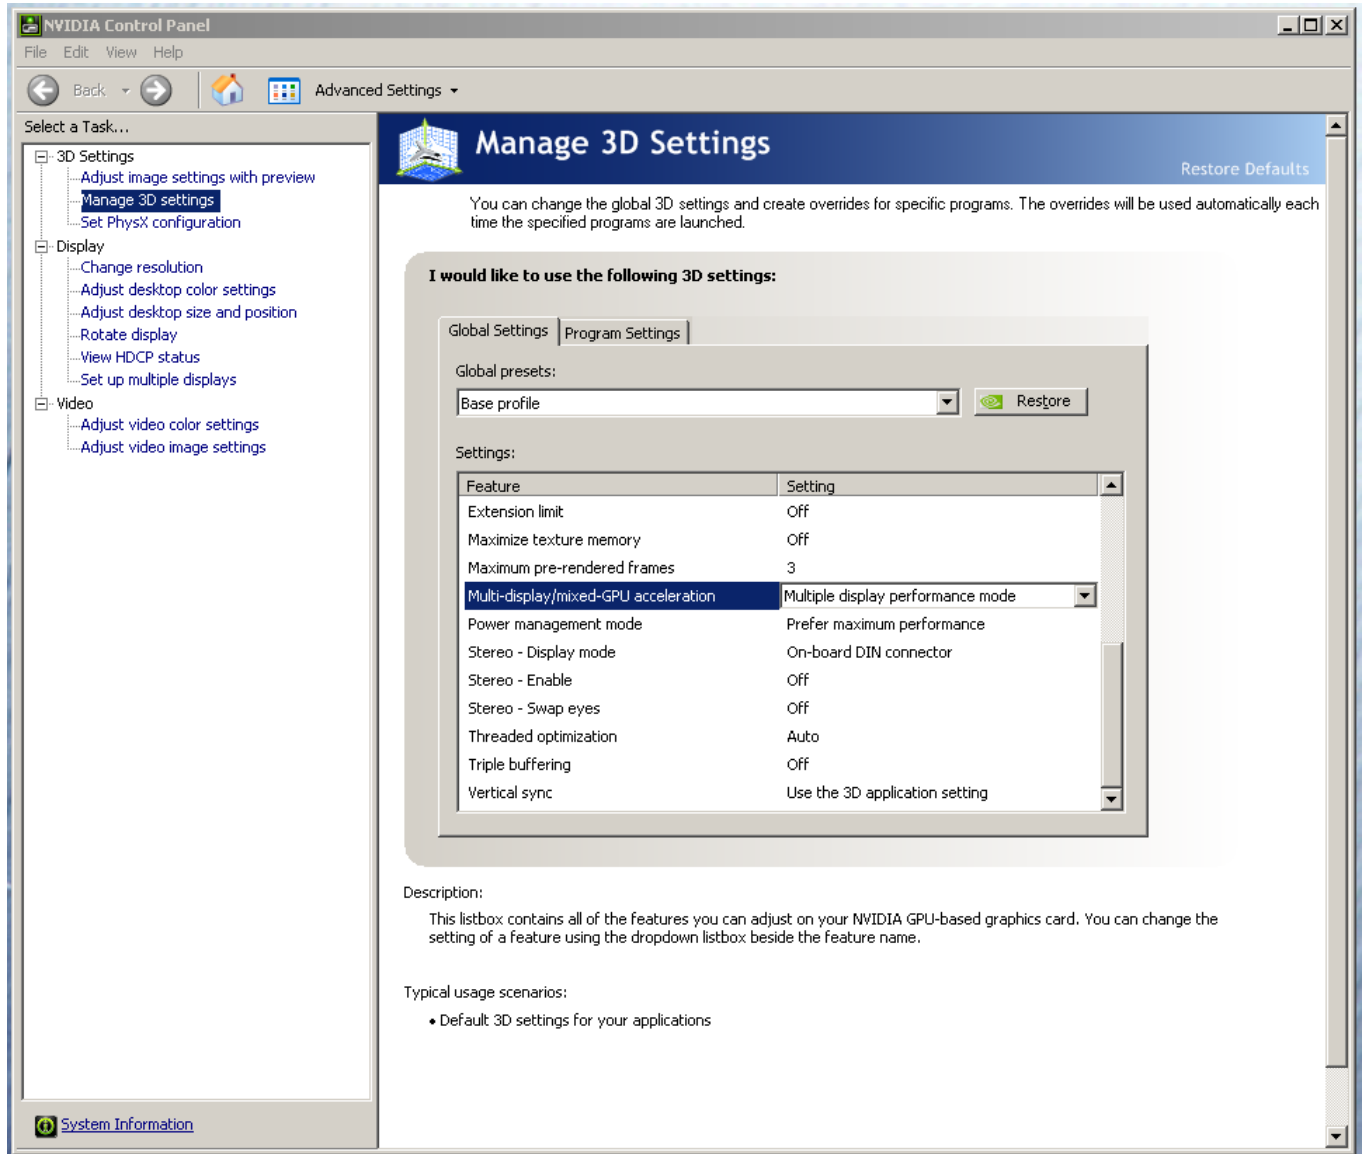 NVIDIA Control Panel
File Edit View Help
Back Advanced Settings
Select a Task...
3D Settings
Adjust image settings with preview
Manage 3D settings
Set PhysX configuration
Display
Change resolution
Adjust desktop color settings
Adjust desktop size and position
Rotate display
View HDCP status
Set up multiple displays
Video
Adjust video color settings
Adjust video image settings
System Information
Manage 3D Settings
Restore Defaults
You can change the global 3D settings and create overrides for specific programs. The overrides will be used automatically each
time the specified programs are launched.
I would like to use the following 3D settings:
Global Settings Program Settings
Global presets:
Base profile Restore
Settings:
Feature Setting
Extension limit Off
Maximize texture memory Off
Maximum pre-rendered frames 3
Multi-display/mixed-GPU acceleration Multiple display performance mode
Power management mode Prefer maximum performance
Stereo - Display mode On-board DIN connector
Stereo - Enable Off
Stereo - Swap eyes Off
Threaded optimization Auto
Triple buffering Off
Vertical sync Use the 3D application setting
Description:
This listbox contains all of the features you can adjust on your NVIDIA GPU-based graphics card. You can change the
setting of a feature using the dropdown listbox beside the feature name.
Typical usage scenarios:
• Default 3D settings for your applications